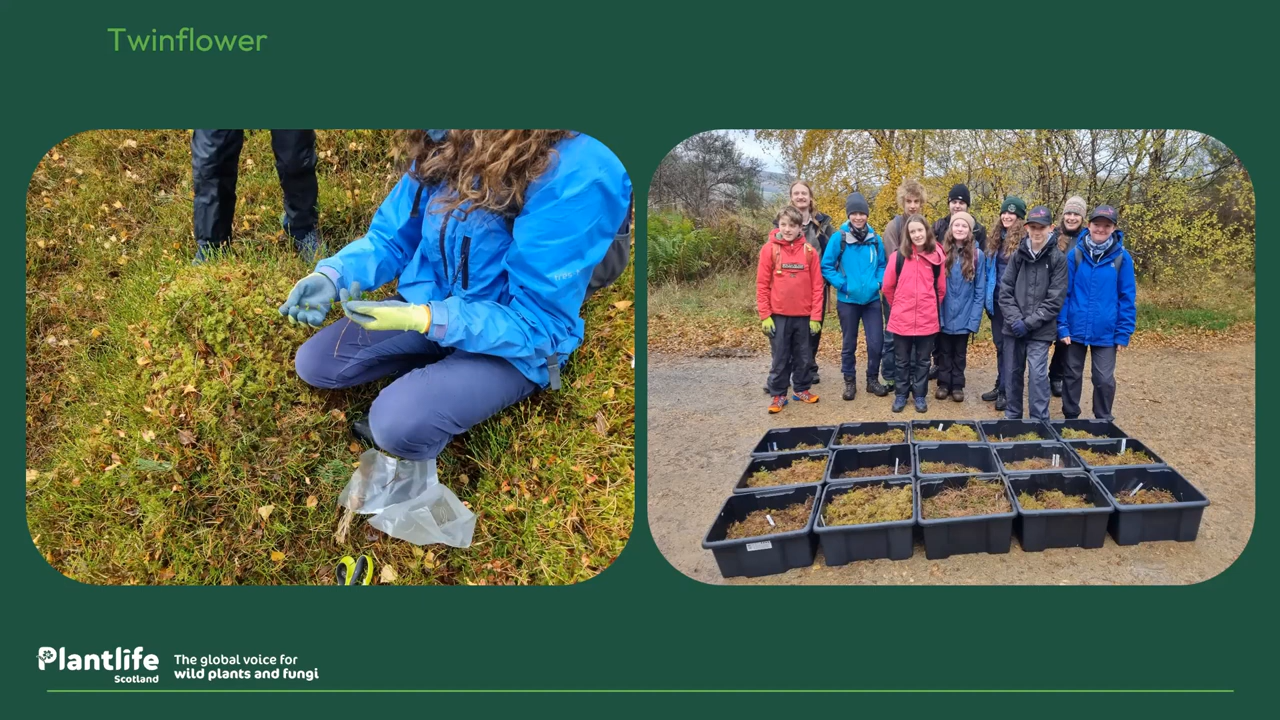 Twinflower
Plantlife
Scotland
The global voice for
wild plants and fungi